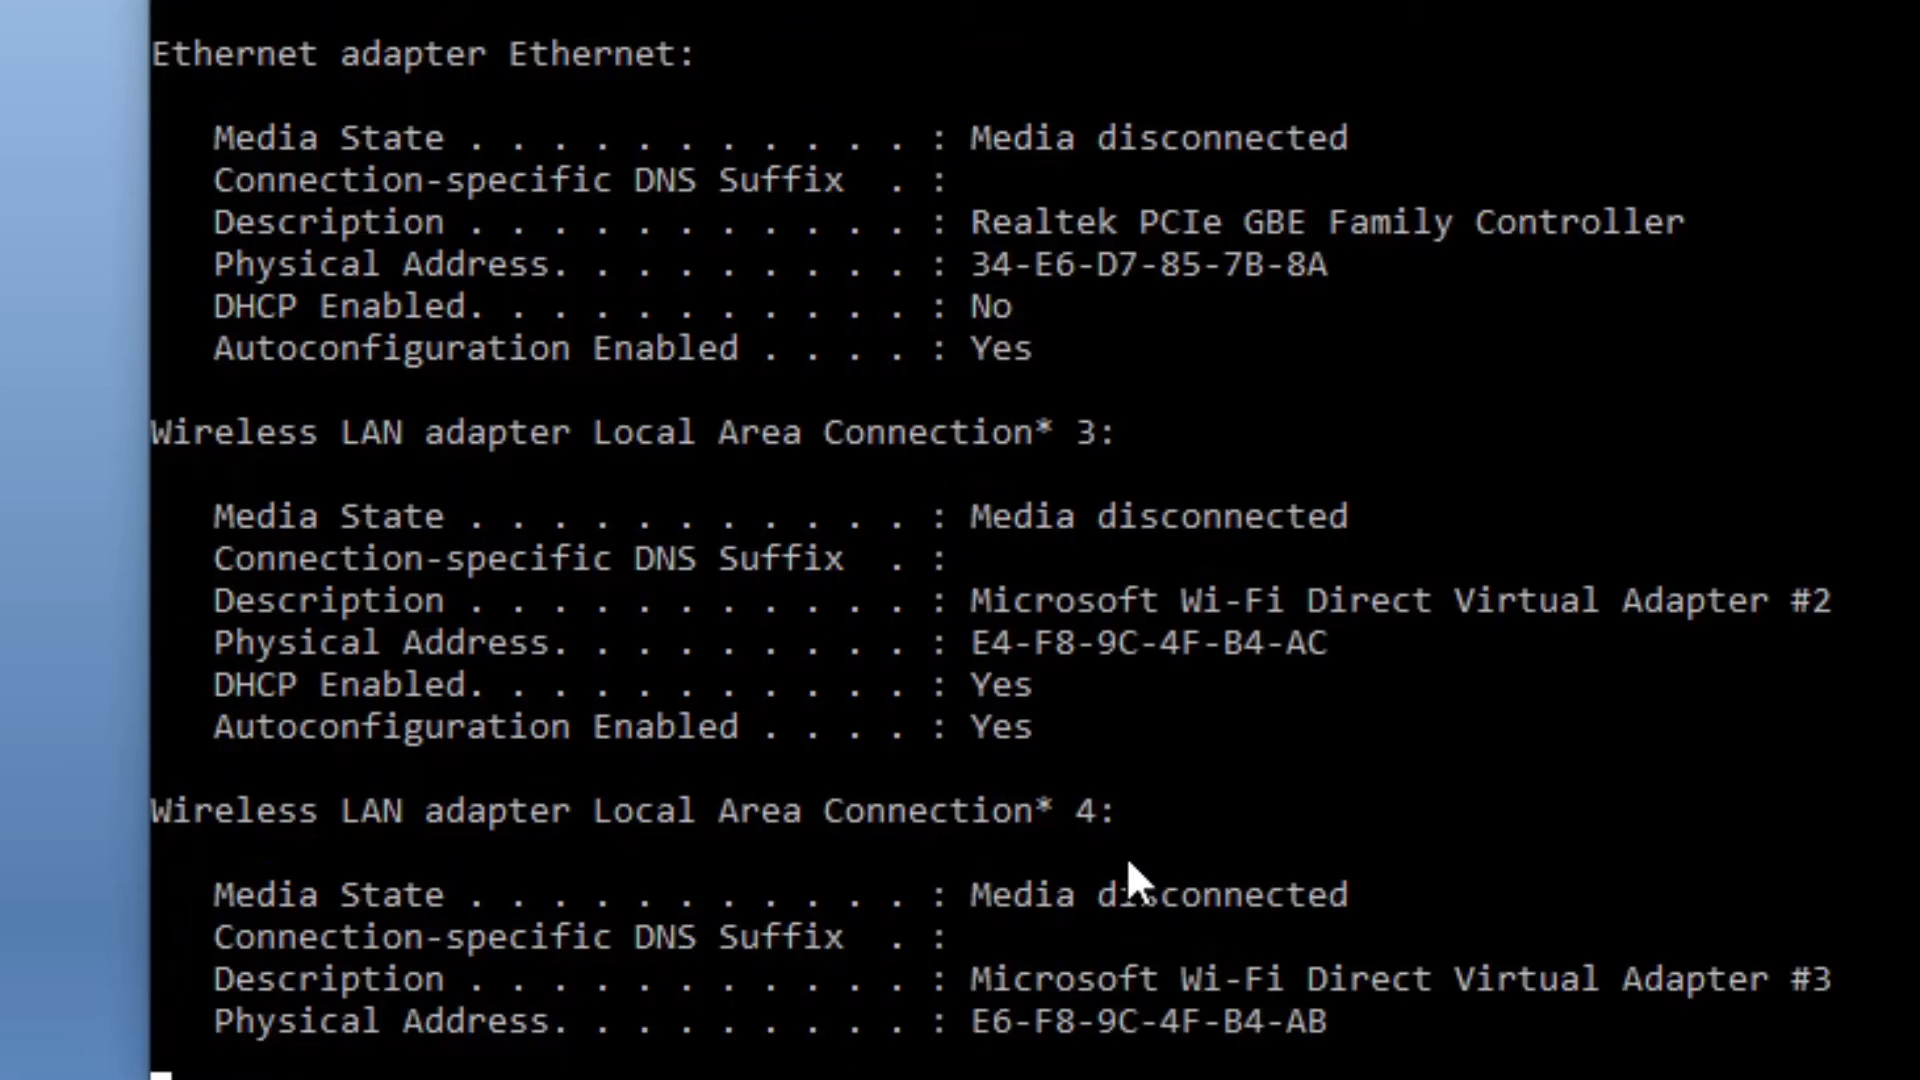 Ethernet adapter Ethernet:
Media State . . . . . . . . . . . : Media disconnected
Connection-specific DNS Suffix  . :
Description . . . . . . . . . . . : Realtek PCIe GBE Family Controller
Physical Address. . . . . . . . . : 34-E6-D7-85-7B-8A
DHCP Enabled. . . . . . . . . . . : No
Autoconfiguration Enabled . . . . : Yes
Wireless LAN adapter Local Area Connection* 3:
Media State . . . . . . . . . . . : Media disconnected
Connection-specific DNS Suffix  . :
Description . . . . . . . . . . . : Microsoft Wi-Fi Direct Virtual Adapter #2
Physical Address. . . . . . . . . : E4-F8-9C-4F-B4-AC
DHCP Enabled. . . . . . . . . . . : Yes
Autoconfiguration Enabled . . . . : Yes
Wireless LAN adapter Local Area Connection* 4:
Media State . . . . . . . . . . . : Media disconnected
Connection-specific DNS Suffix  . :
Description . . . . . . . . . . . : Microsoft Wi-Fi Direct Virtual Adapter #3
Physical Address. . . . . . . . . : E6-F8-9C-4F-B4-AB